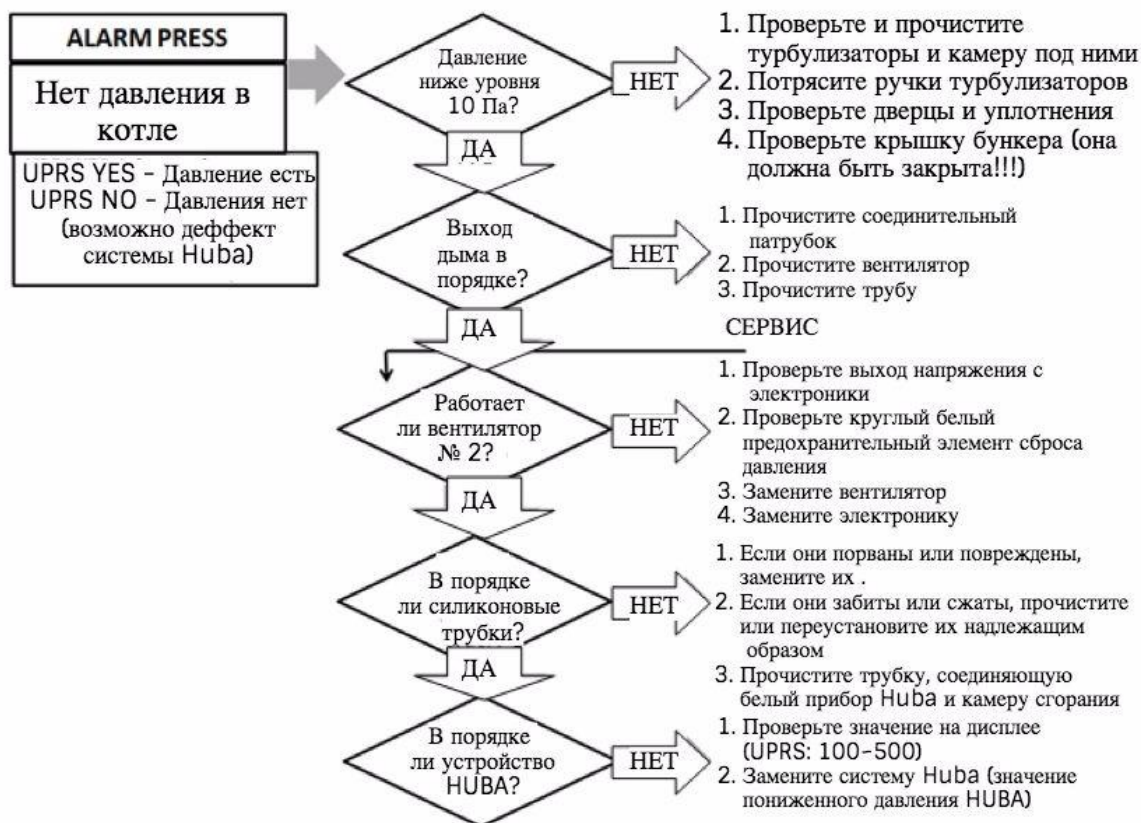 ALARM PRESS
Нет давления в
котле
UPRS YES – Давление есть
UPRS NO – Давления нет
(возможно деффект
системы Huba)
Давление
ниже уровня
10 Па?
НЕТ
1. Проверьте и прочистите
турбулизаторы и камеру под ними
2. Потрясите ручки турбулизаторов
3. Проверьте дверцы и уплотнения
4. Проверьте крышку бункера (она
должна быть закрыта!!!)
ДА
Выход
дыма в
порядке?
НЕТ
1. Прочистите соединительный
патрубок
2. Прочистите вентилятор
3. Прочистите трубу
ДА
СЕРВИС
Работает
ли вентилятор
№ 2?
НЕТ
1. Проверьте выход напряжения с
электроники
2. Проверьте круглый белый
предохранительный элемент сброса
давления
3. Замените вентилятор
4. Замените электронику
ДА
В порядке
ли силиконовые
трубки?
НЕТ
1. Если они порваны или повреждены,
замените их .
2. Если они забиты или сжаты, прочистите
или переустановите их надлежащим
образом
3. Прочистите трубку, соединяющую
белый прибор Huba и камеру сгорания
ДА
В порядке
ли устройство
HUBA?
НЕТ
1. Проверьте значение на дисплее
(UPRS: 100–500)
2. Замените систему Huba (значение
пониженного давления HUBA)